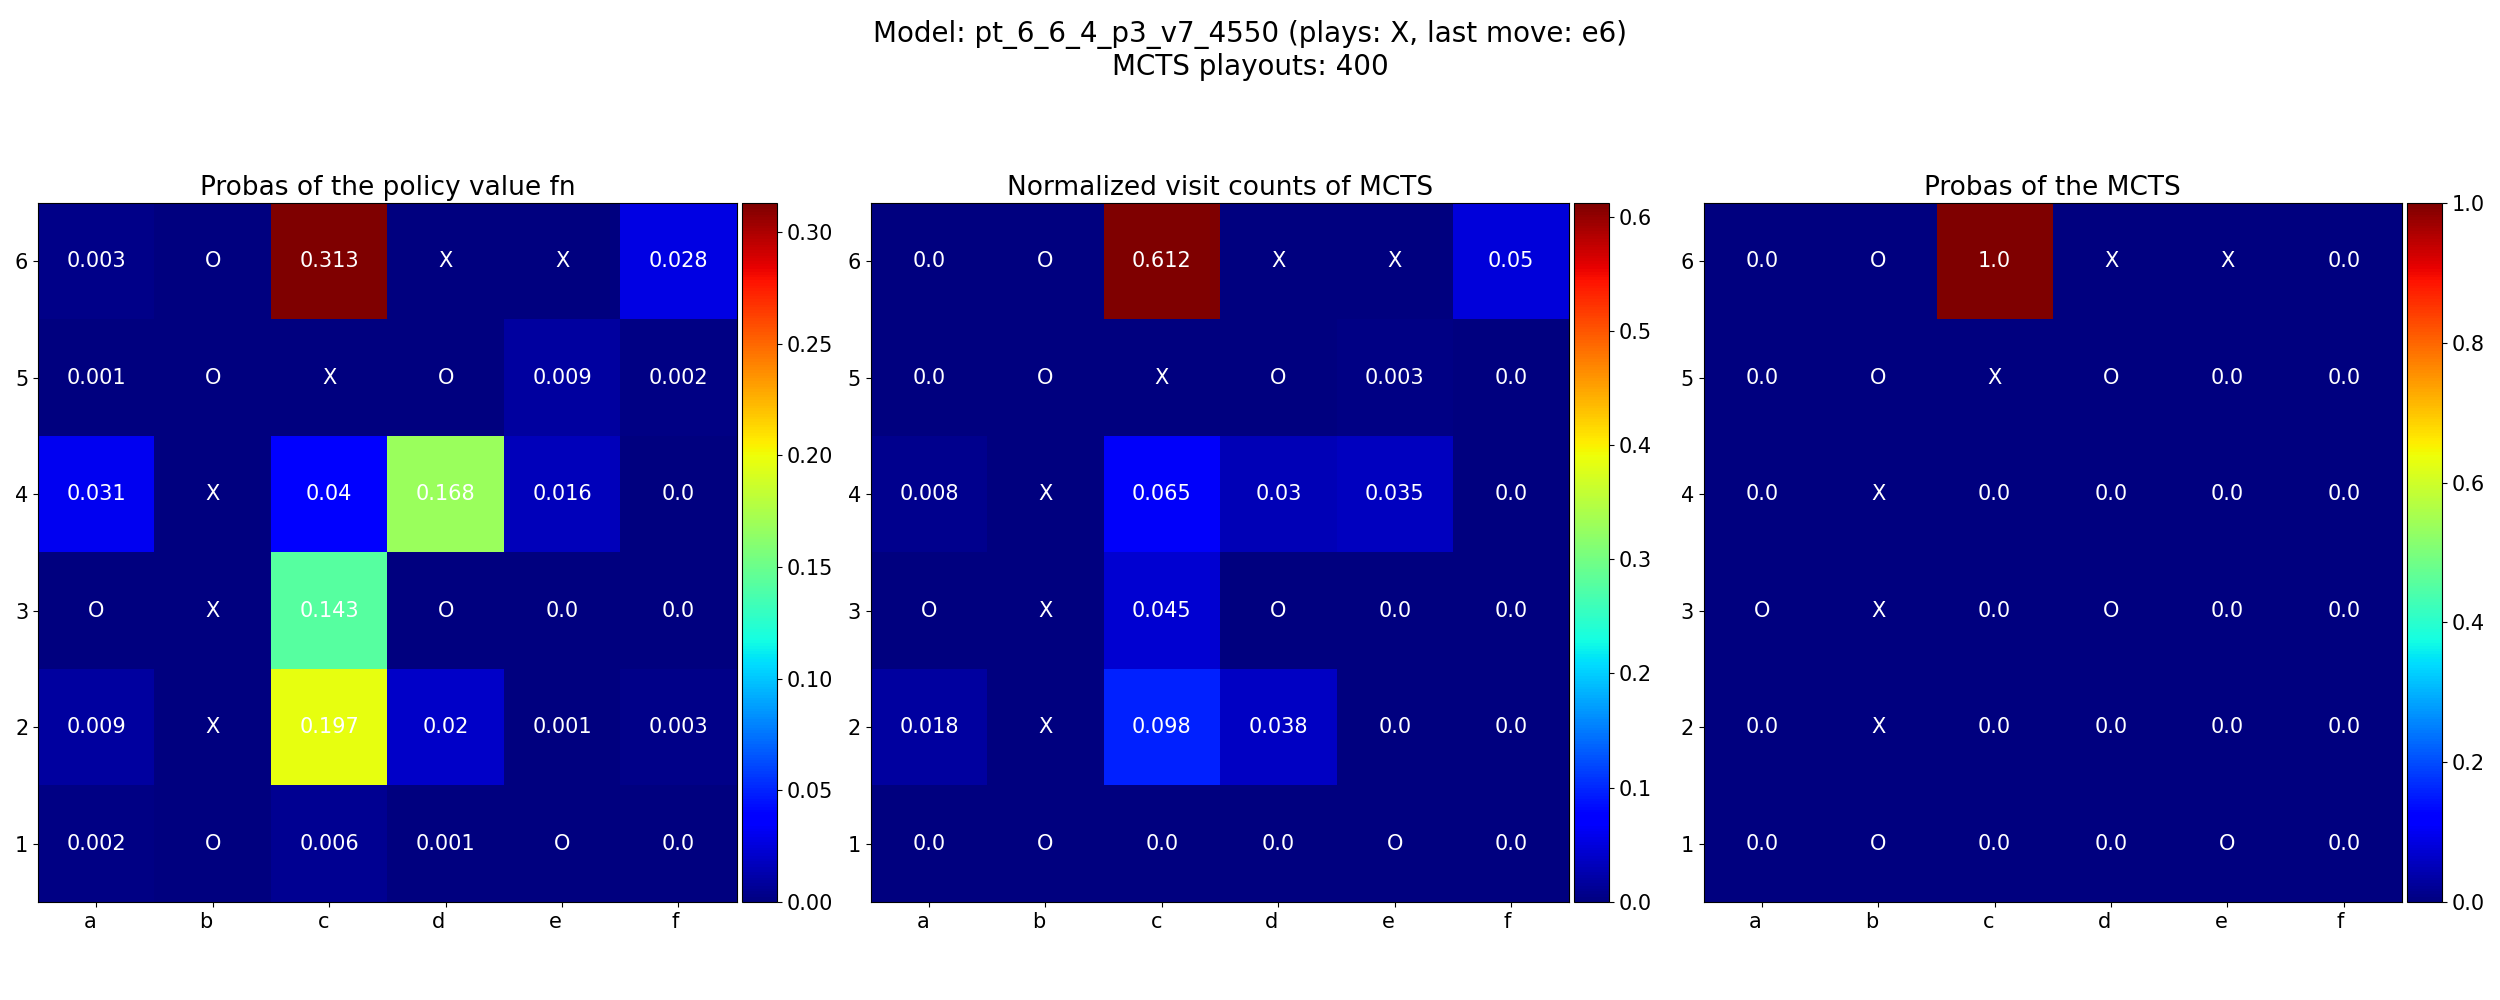 Model: pt_6_6_4_p3_v7_4550 (plays: X, last move: e6)
MCTS playouts: 400
Probas of the policy value fn
6 0.003 O 0.313 X X 0.028
5 0.001 O X O 0.009 0.002
4 0.031 X 0.04 0.168 0.016 0.0
3 O X 0.143 O 0.0 0.0
2 0.009 X 0.197 0.02 0.001 0.003
1 0.002 O 0.006 0.001 O 0.0
a b c d e f
0.30
0.25
0.20
0.15
0.10
0.05
0.00
Normalized visit counts of MCTS
6 0.0 O 0.612 X X 0.05
5 0.0 O X O 0.003 0.0
4 0.008 X 0.065 0.03 0.035 0.0
3 O X 0.045 O 0.0 0.0
2 0.018 X 0.098 0.038 0.0 0.0
1 0.0 O 0.0 0.0 O 0.0
a b c d e f
0.6
0.5
0.4
0.3
0.2
0.1
0.0
Probas of the MCTS
6 0.0 O 1.0 X X 0.0
5 0.0 O X O 0.0 0.0
4 0.0 X 0.0 0.0 0.0 0.0
3 O X 0.0 O 0.0 0.0
2 0.0 X 0.0 0.0 0.0 0.0
1 0.0 O 0.0 0.0 O 0.0
a b c d e f
1.0
0.8
0.6
0.4
0.2
0.0